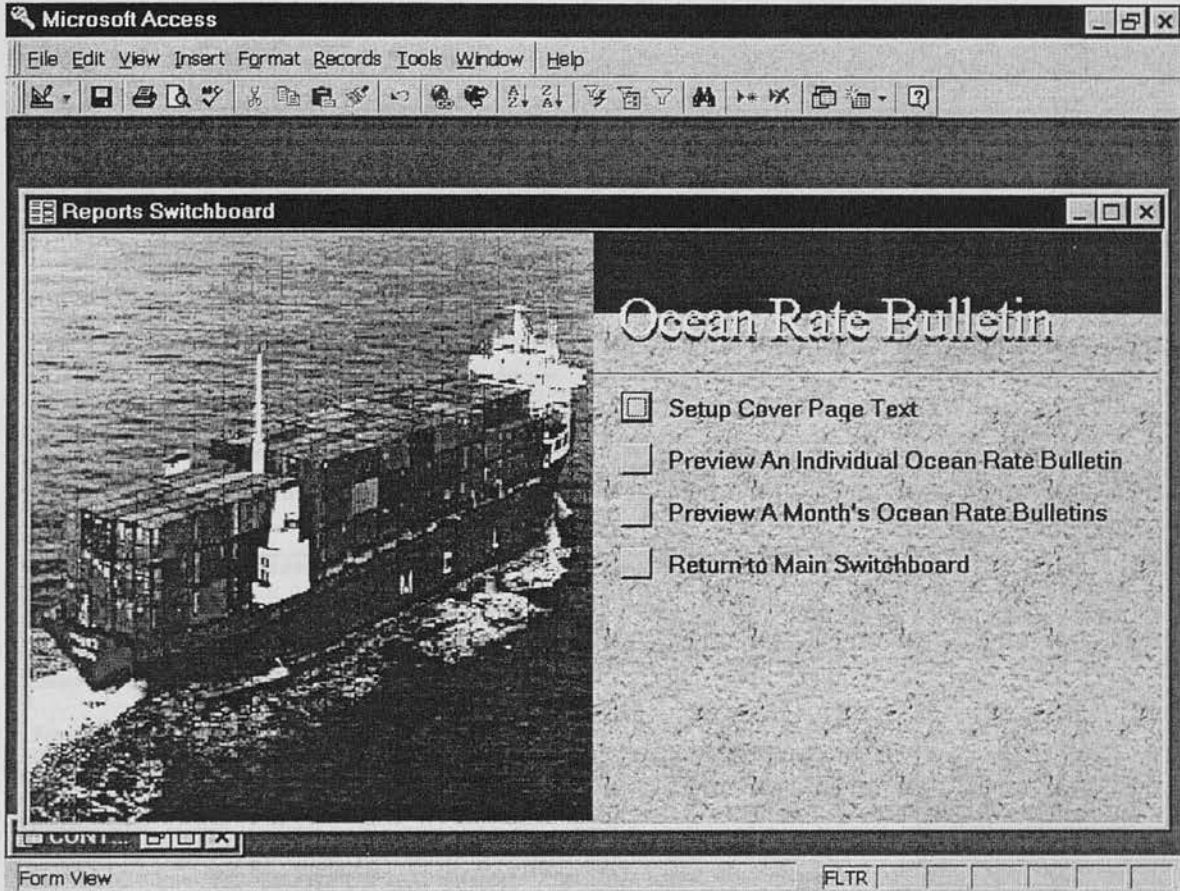 Microsoft Access
File Edit View Insert Format Records Tools Window Help
Reports Switchboard
Ocean Rate Bulletin
Setup Cover Page Text
Preview An Individual Ocean Rate Bulletin
Preview A Month's Ocean Rate Bulletins
Return to Main Switchboard
CONT...
Form View FLTR